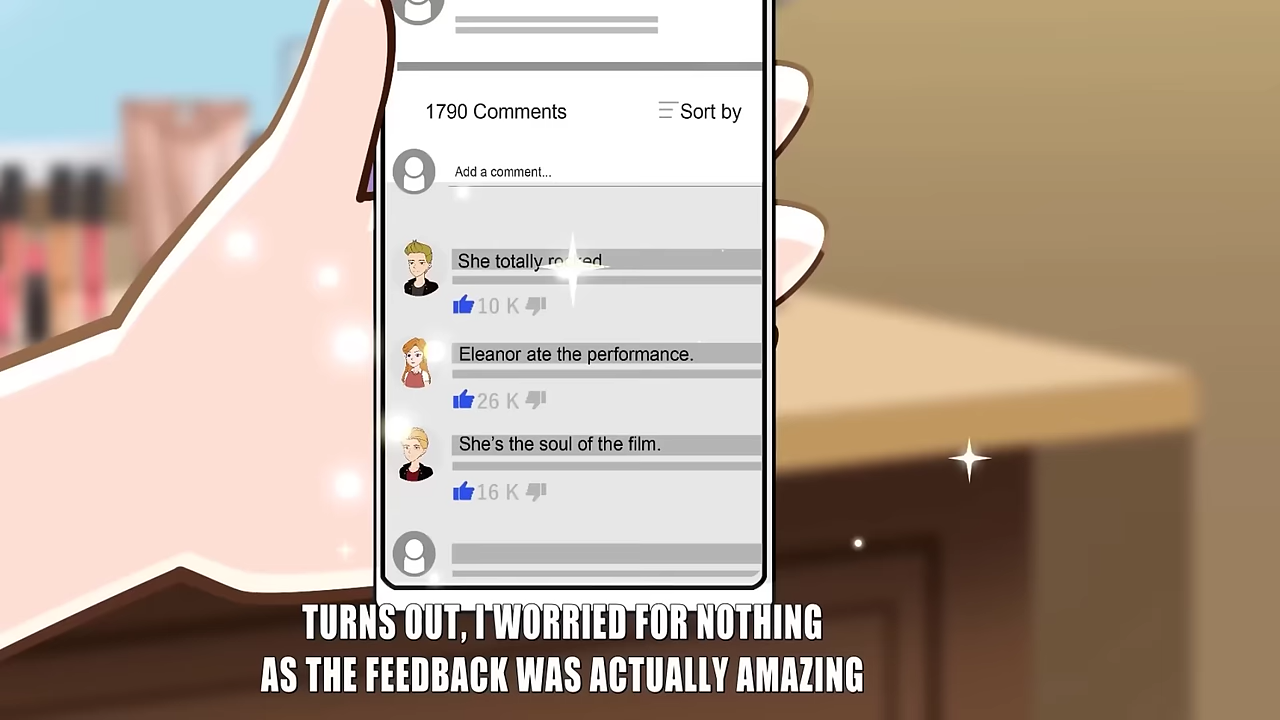 1790 Comments
Sort by
Add a comment...
She totally
10 K
Eleanor ate the performance.
26 K
She's the soul of the film.
16 K
TURNS OUT, I WORRIED FOR NOTHING
AS THE FEEDBACK WAS ACTUALLY AMAZING